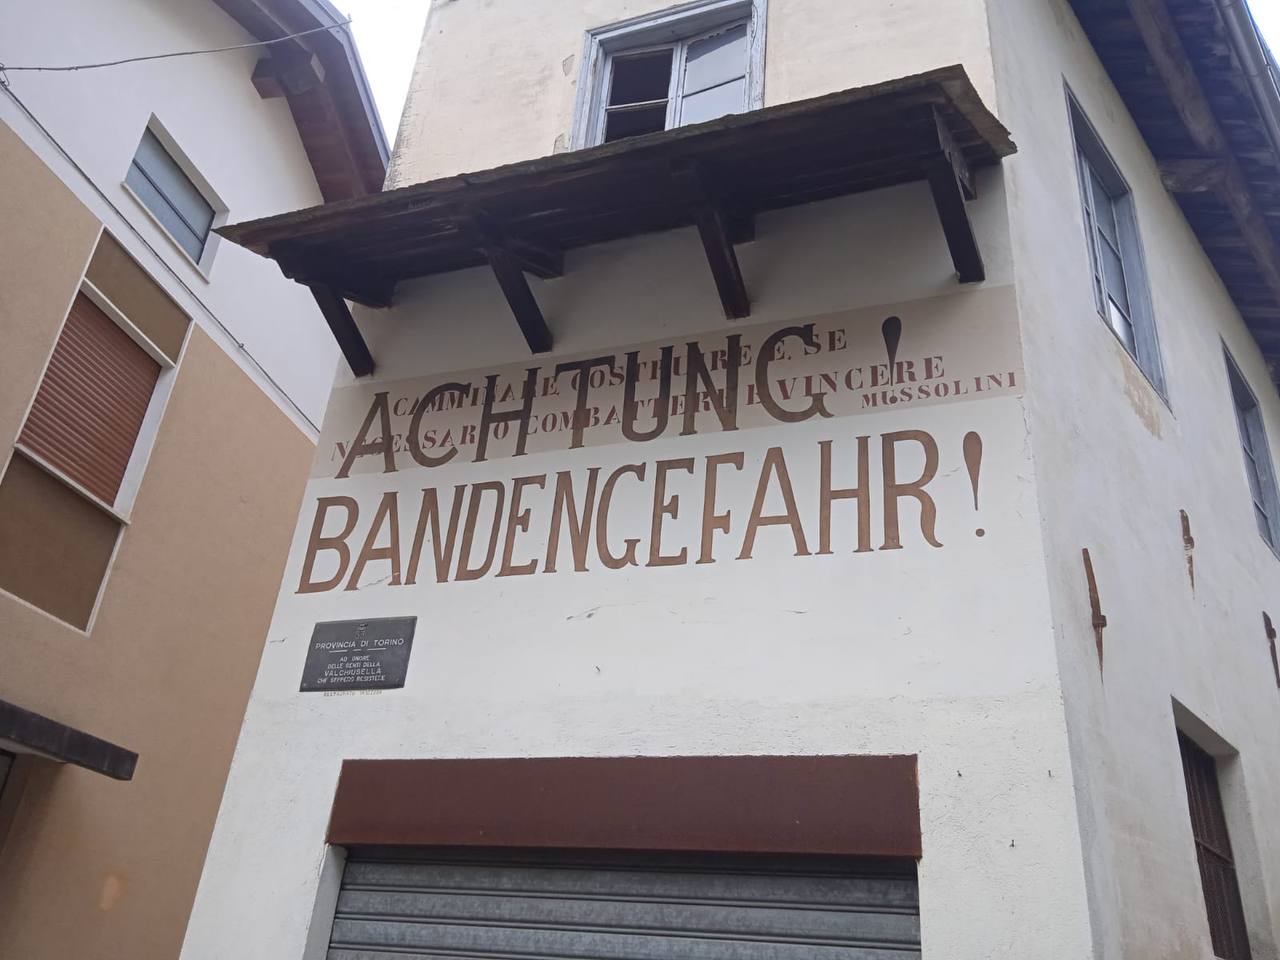 ACHTUNG!
CAMMINARE COSTRUIRE E SE
NECESSARIO COMBATTERE E VINCERE
MUSSOLINI
BANDENGEFAHR!
PROVINCIA DI TORINO
AD ONORE
DELLE GENTI DELLA
VALCHIUSELLA
CHE SEPPERO RESISTERE